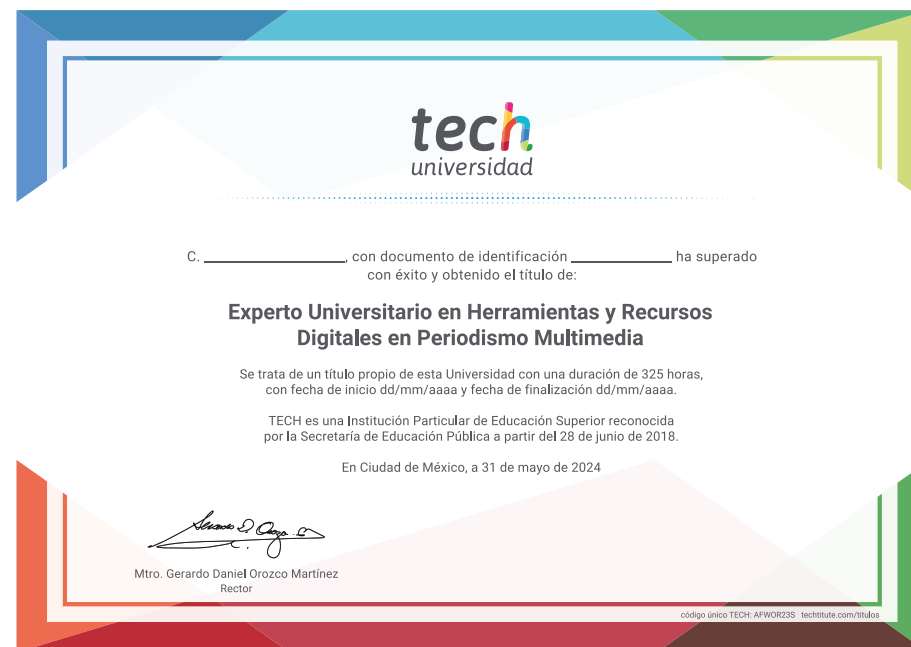 tech
universidad
C. ____________, con documento de identificación ____________ ha superado
con éxito y obtenido el título de:
Experto Universitario en Herramientas y Recursos
Digitales en Periodismo Multimedia
Se trata de un título propio de esta Universidad con una duración de 325 horas,
con fecha de inicio dd/mm/aaaa y fecha de finalización dd/mm/aaaa.
TECH es una Institución Particular de Educación Superior reconocida
por la Secretaría de Educación Pública a partir del 28 de junio de 2018.
En Ciudad de México, a 31 de mayo de 2024
Mtro. Gerardo Daniel Orozco Martínez
Rector
código único TECH: AFWOR23S techtitute.com/titulos